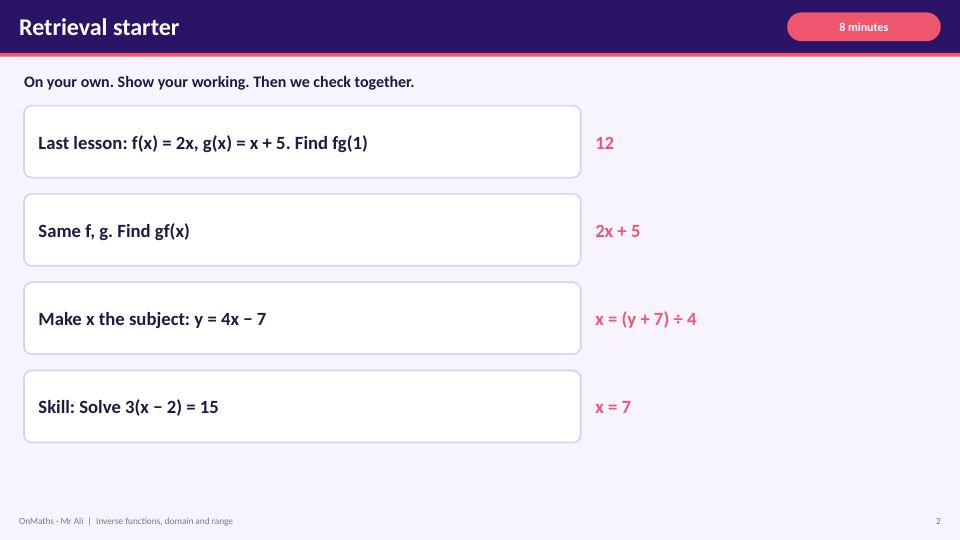 Retrieval starter
8 minutes
On your own. Show your working. Then we check together.
Last lesson: f(x) = 2x, g(x) = x + 5. Find fg(1)
12
Same f, g. Find gf(x)
2x + 5
Make x the subject: y = 4x − 7
x = (y + 7) ÷ 4
Skill: Solve 3(x − 2) = 15
x = 7
OnMaths · Mr Ali | Inverse functions, domain and range
2